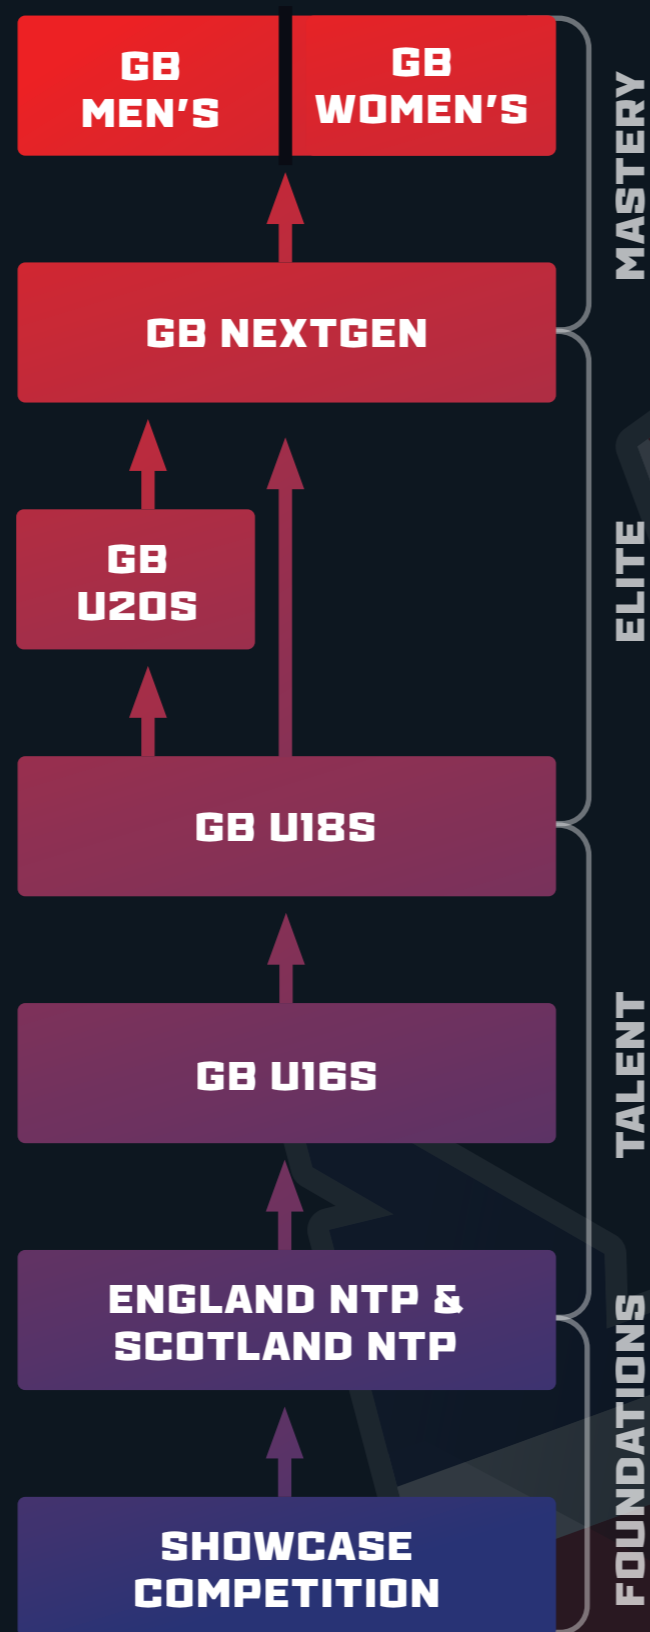 GB
MEN'S
GB
WOMEN'S
MASTERY
GB NEXTGEN
ELITE
GB
U20S
GB U18S
TALENT
GB U16S
ENGLAND NTP &
SCOTLAND NTP
FOUNDATIONS
SHOWCASE
COMPETITION